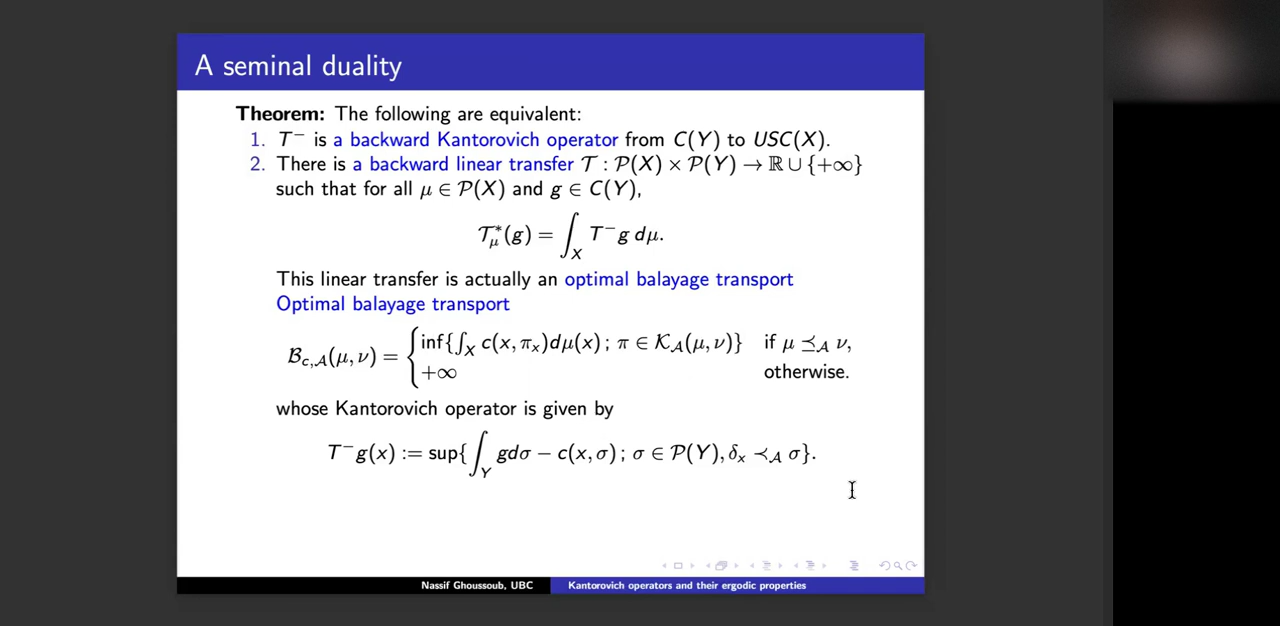 A seminal duality
Theorem: The following are equivalent:
1. T⁻ is a backward Kantorovich operator from C(Y) to USC(X).
2. There is a backward linear transfer 𝒯 : 𝒫(X) × 𝒫(Y) → ℝ ∪ {+∞}
such that for all μ ∈ 𝒫(X) and g ∈ C(Y),
𝒯*_μ(g) = ∫_X T⁻g dμ.
This linear transfer is actually an optimal balayage transport
Optimal balayage transport
ℬ_{c,𝒜}(μ, ν) = { inf{∫_X c(x, π_x)dμ(x) ; π ∈ 𝒦_𝒜(μ, ν)} if μ ⪯_𝒜 ν,
+∞ otherwise.
whose Kantorovich operator is given by
T⁻g(x) := sup{∫_Y gdσ − c(x, σ) ; σ ∈ 𝒫(Y), δ_x ≺_𝒜 σ}.
Nassif Ghoussoub, UBC Kantorovich operators and their ergodic properties